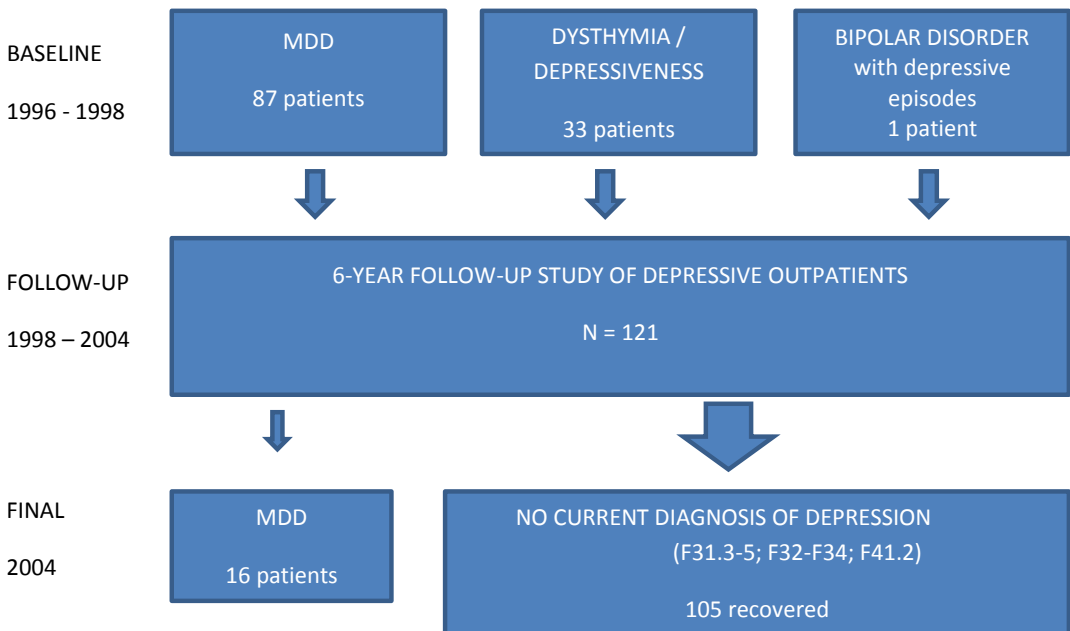 BASELINE
1996 - 1998
MDD
87 patients
DYSTHYMIA /
DEPRESSIVENESS
33 patients
BIPOLAR DISORDER
with depressive
episodes
1 patient
FOLLOW-UP
1998 – 2004
6-YEAR FOLLOW-UP STUDY OF DEPRESSIVE OUTPATIENTS
N = 121
FINAL
2004
MDD
16 patients
NO CURRENT DIAGNOSIS OF DEPRESSION
(F31.3-5; F32-F34; F41.2)
105 recovered